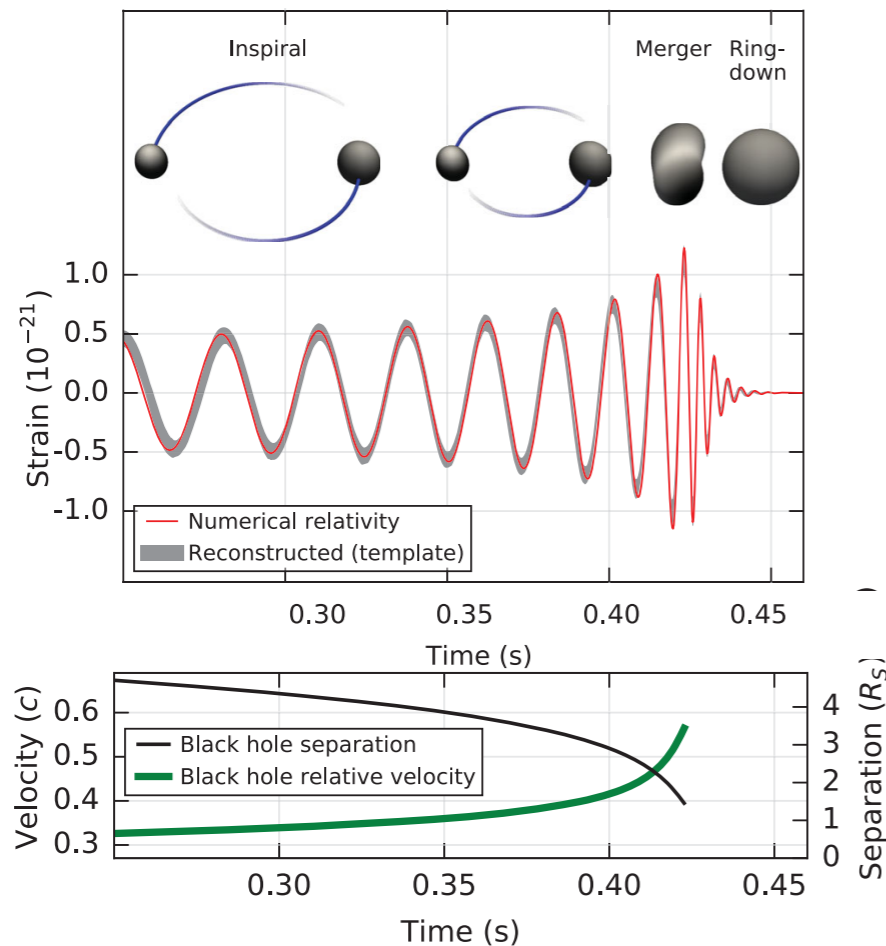 Inspiral
Merger
Ring-
down
Strain (10⁻²¹)
1.0
0.5
0.0
-0.5
-1.0
Numerical relativity
Reconstructed (template)
0.30 0.35 0.40 0.45
Time (s)
Velocity (c)
0.6
0.5
0.4
0.3
Black hole separation
Black hole relative velocity
4
3
2
1
0
Separation (R_S)
0.30 0.35 0.40 0.45
Time (s)